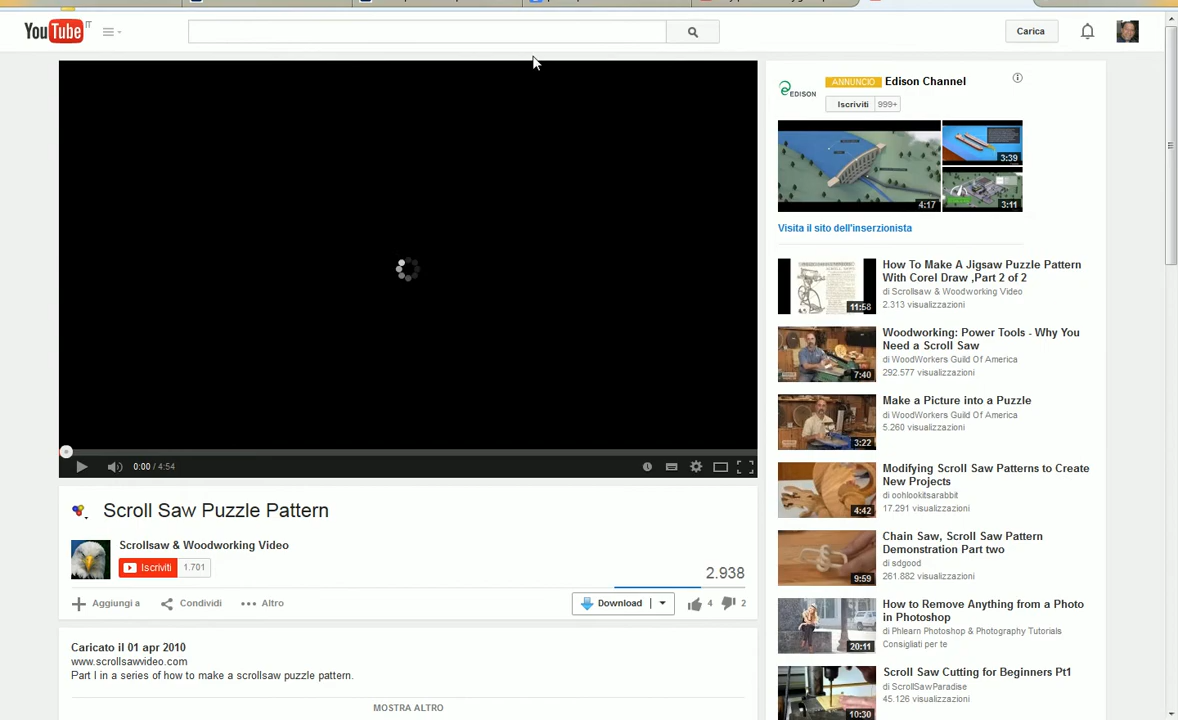 YouTube IT
Carica
ANNUNCIO Edison Channel
EDISON
Iscriviti 999+
3:39
4:17
3:11
Visita il sito dell'inserzionista
How To Make A Jigsaw Puzzle Pattern
With Corel Draw ,Part 2 of 2
di Scrollsaw & Woodworking Video
2.313 visualizzazioni
11:58
Woodworking: Power Tools - Why You
Need a Scroll Saw
di WoodWorkers Guild Of America
292.577 visualizzazioni
7:40
Make a Picture into a Puzzle
di WoodWorkers Guild Of America
5.260 visualizzazioni
3:22
Modifying Scroll Saw Patterns to Create
New Projects
di oohlookitsarabbit
17.291 visualizzazioni
4:42
Chain Saw, Scroll Saw Pattern
Demonstration Part two
di sdgood
261.882 visualizzazioni
9:59
How to Remove Anything from a Photo
in Photoshop
di Phlearn Photoshop & Photography Tutorials
Consigliati per te
20:11
Scroll Saw Cutting for Beginners Pt1
di ScrollSawParadise
45.126 visualizzazioni
10:30
0:00 / 4:54
Scroll Saw Puzzle Pattern
Scrollsaw & Woodworking Video
Iscriviti 1.701
2.938
Aggiungi a Condividi Altro Download 4 2
Caricato il 01 apr 2010
www.scrollsawvideo.com
Part I in a series of how to make a scrollsaw puzzle pattern.
MOSTRA ALTRO